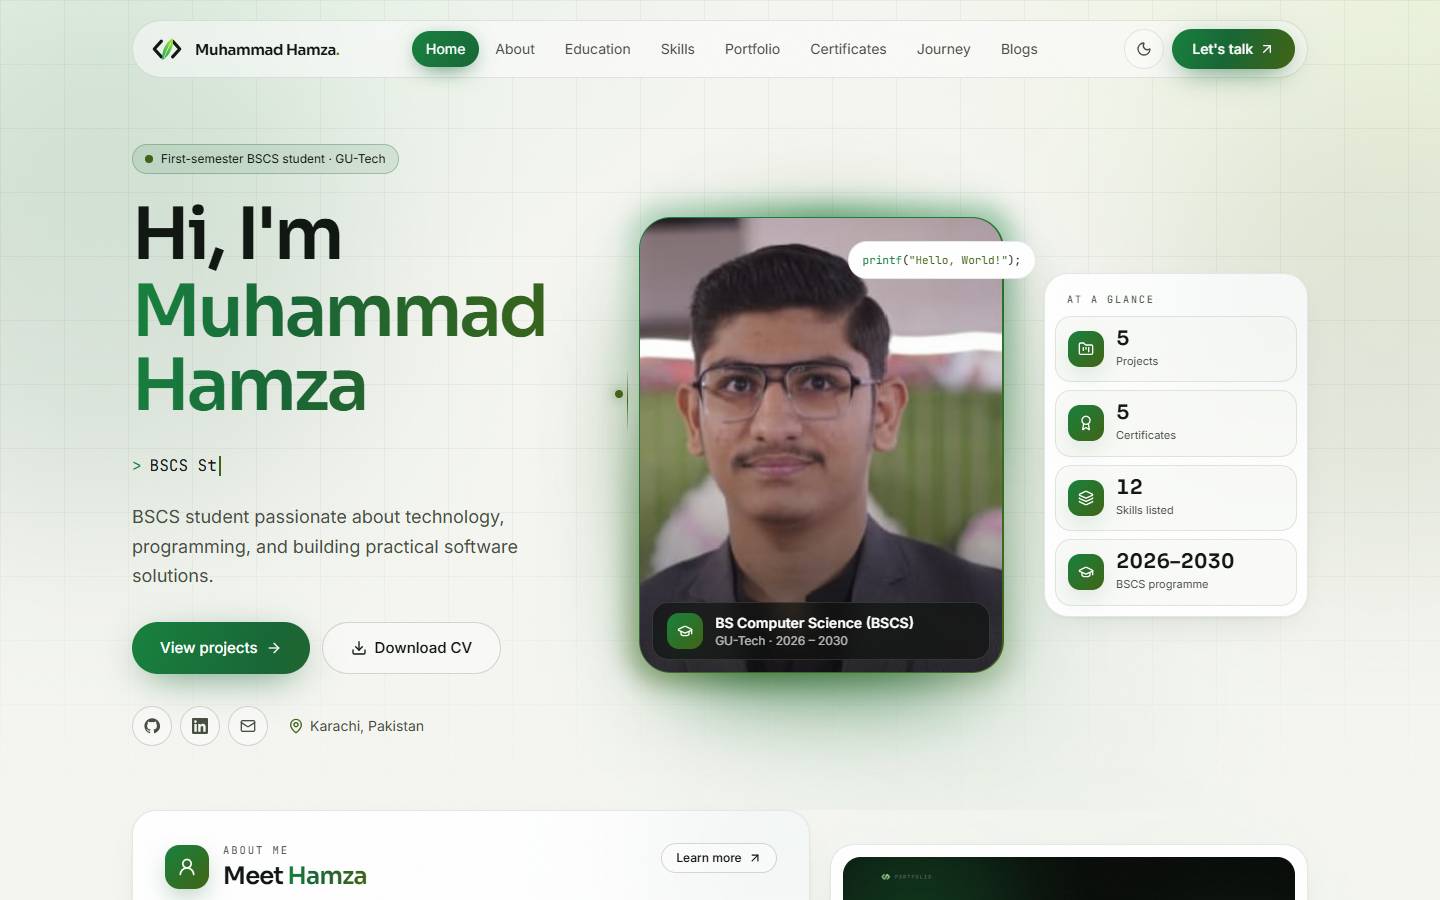 Muhammad Hamza.
Home
About
Education
Skills
Portfolio
Certificates
Journey
Blogs
Let's talk
First-semester BSCS student · GU-Tech
Hi, I'm
Muhammad
Hamza
> BSCS St
BSCS student passionate about technology,
programming, and building practical software
solutions.
View projects
Download CV
Karachi, Pakistan
printf("Hello, World!");
BS Computer Science (BSCS)
GU-Tech · 2026 – 2030
AT A GLANCE
5
Projects
5
Certificates
12
Skills listed
2026–2030
BSCS programme
ABOUT ME
Meet Hamza
Learn more
PORTFOLIO